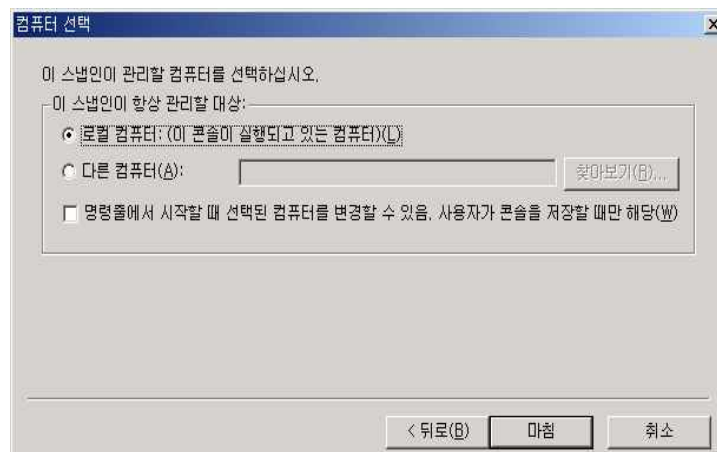 컴퓨터 선택
이 스냅인이 관리할 컴퓨터를 선택하십시오.
이 스냅인이 항상 관리할 대상:
로컬 컴퓨터: (이 콘솔이 실행되고 있는 컴퓨터)(L)
다른 컴퓨터(A):
찾아보기(R)...
명령줄에서 시작할 때 선택된 컴퓨터를 변경할 수 있음. 사용자가 콘솔을 저장할 때만 해당(W)
< 뒤로(B)
마침
취소